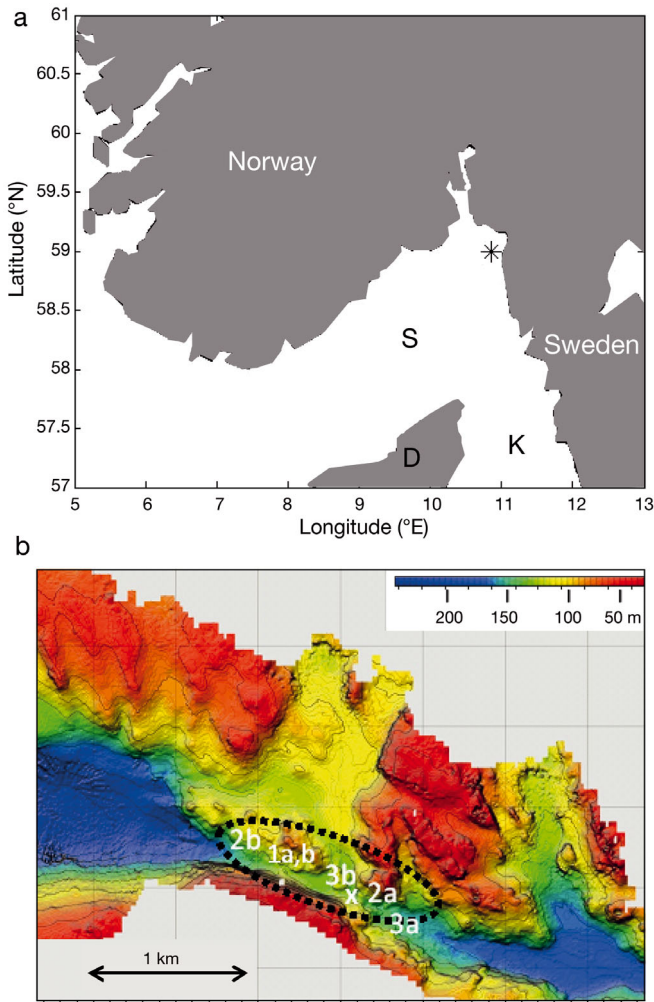 a
61
60.5
60
59.5
59
58.5
58
57.5
57
Latitude (°N)
Norway
Sweden
S
D
K
5 6 7 8 9 10 11 12 13
Longitude (°E)
b
200 150 100 50 m
2b
1a,b
3b
x 2a
3a
1 km